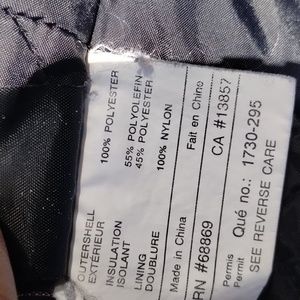 OUTERSHELL 100% POLYESTER
EXTÉRIEUR
INSULATION 55% POLYOLEFIN
ISOLANT 45% POLYESTER
LINING 100% NYLON
DOUBLURE
Made in China Fait en Chine
RN #68869 CA #13857
Permis Qué no.: 1730-295
Permit
SEE REVERSE CARE